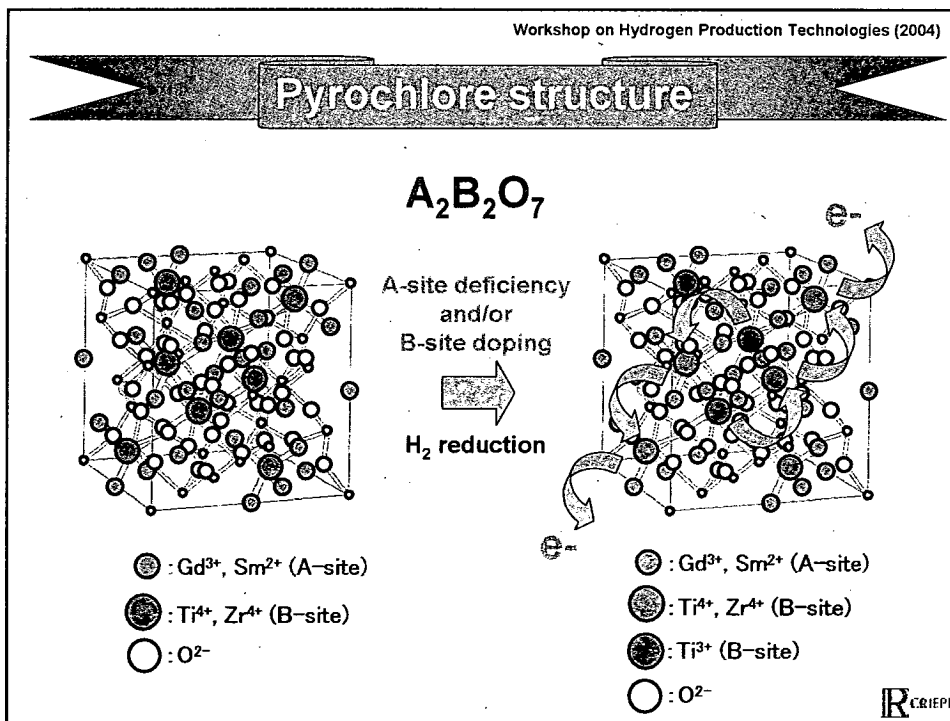 Workshop on Hydrogen Production Technologies (2004)
Pyrochlore structure
A₂B₂O₇
A-site deficiency
and/or
B-site doping
H₂ reduction
e-
e-
: Gd³⁺, Sm²⁺ (A-site)
: Ti⁴⁺, Zr⁴⁺ (B-site)
: O²⁻
: Gd³⁺, Sm²⁺ (A-site)
: Ti⁴⁺, Zr⁴⁺ (B-site)
: Ti³⁺ (B-site)
: O²⁻
R CRIEPI